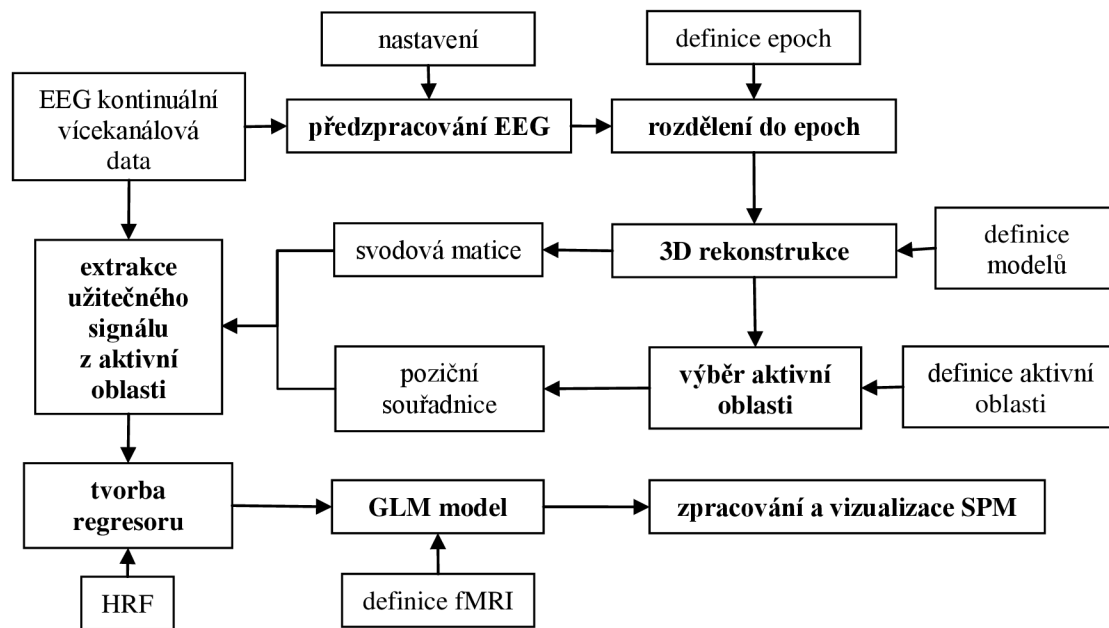 nastavení
definice epoch
EEG kontinuální
vícekanálová
data
předzpracování EEG
rozdělení do epoch
extrakce
užitečného
signálu
z aktivní
oblasti
svodová matice
3D rekonstrukce
definice
modelů
poziční
souřadnice
výběr aktivní
oblasti
definice aktivní
oblasti
tvorba
regresoru
GLM model
zpracování a vizualizace SPM
HRF
definice fMRI